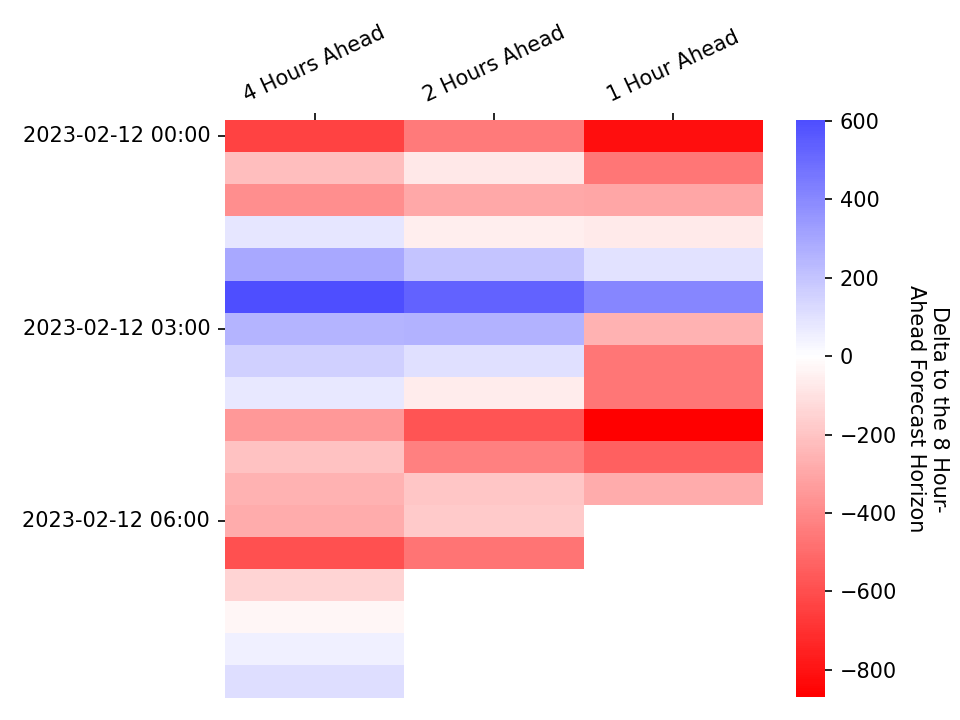 4 Hours Ahead
2 Hours Ahead
1 Hour Ahead
2023-02-12 00:00
2023-02-12 03:00
2023-02-12 06:00
600
400
200
0
−200
−400
−600
−800
Delta to the 8 Hour-
Ahead Forecast Horizon